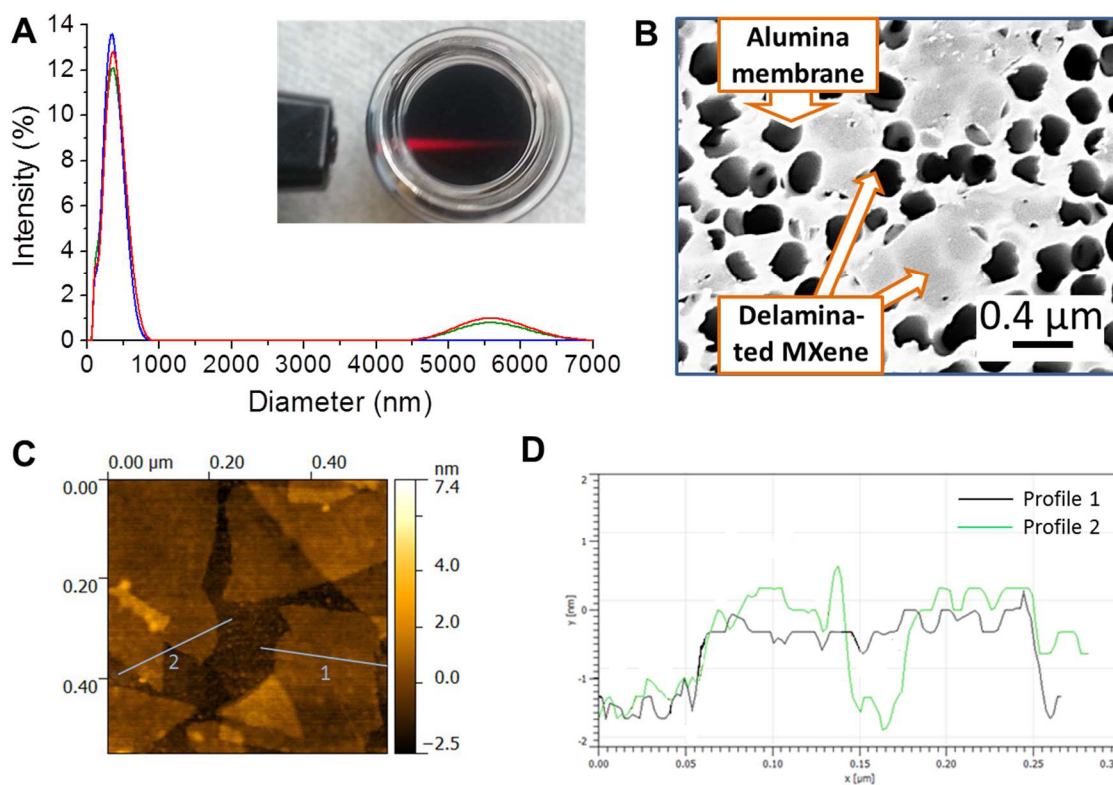 A
14
12
10
8
6
4
2
0
Intensity (%)
0 1000 2000 3000 4000 5000 6000 7000
Diameter (nm)
B
Alumina
membrane
Delamina-
ted MXene
0.4 μm
C
0.00 μm 0.20 0.40
0.00
0.20
0.40
2
1
nm
7.4
4.0
2.0
0.0
−2.5
D
Profile 1
Profile 2
2
1
0
-1
-2
y [nm]
0.00 0.05 0.10 0.15 0.20 0.25 0.3
x [μm]